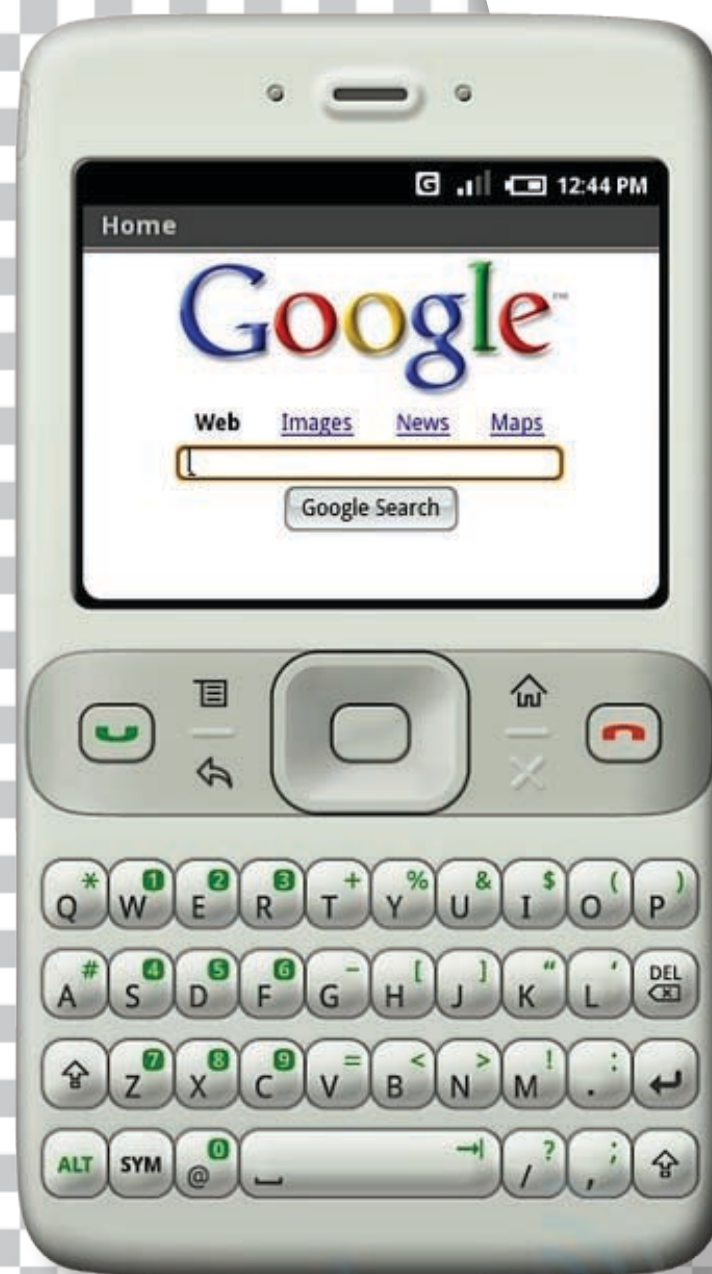 G 12:44 PM
Home
Google™
Web Images News Maps
Google Search
Q * W 1 E 2 R 3 T + Y % U & I $ O ( P )
A # S 4 D 5 F 6 G - H [ J ] K " L ' DEL
Z 7 X 8 C 9 V = B < N > M ! . :
ALT SYM @ 0 / ? , ;